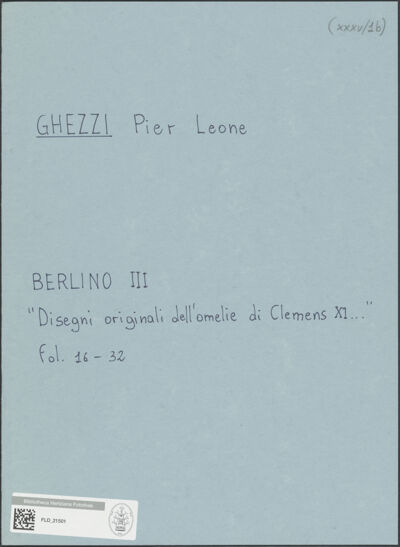 (XXXV/16)
GHEZZI Pier Leone
BERLINO III
"Disegni originali dell'omelie di Clemens XI..."
fol. 16 - 32
Bibliotheca Hertziana Fotothek
FLD_21501